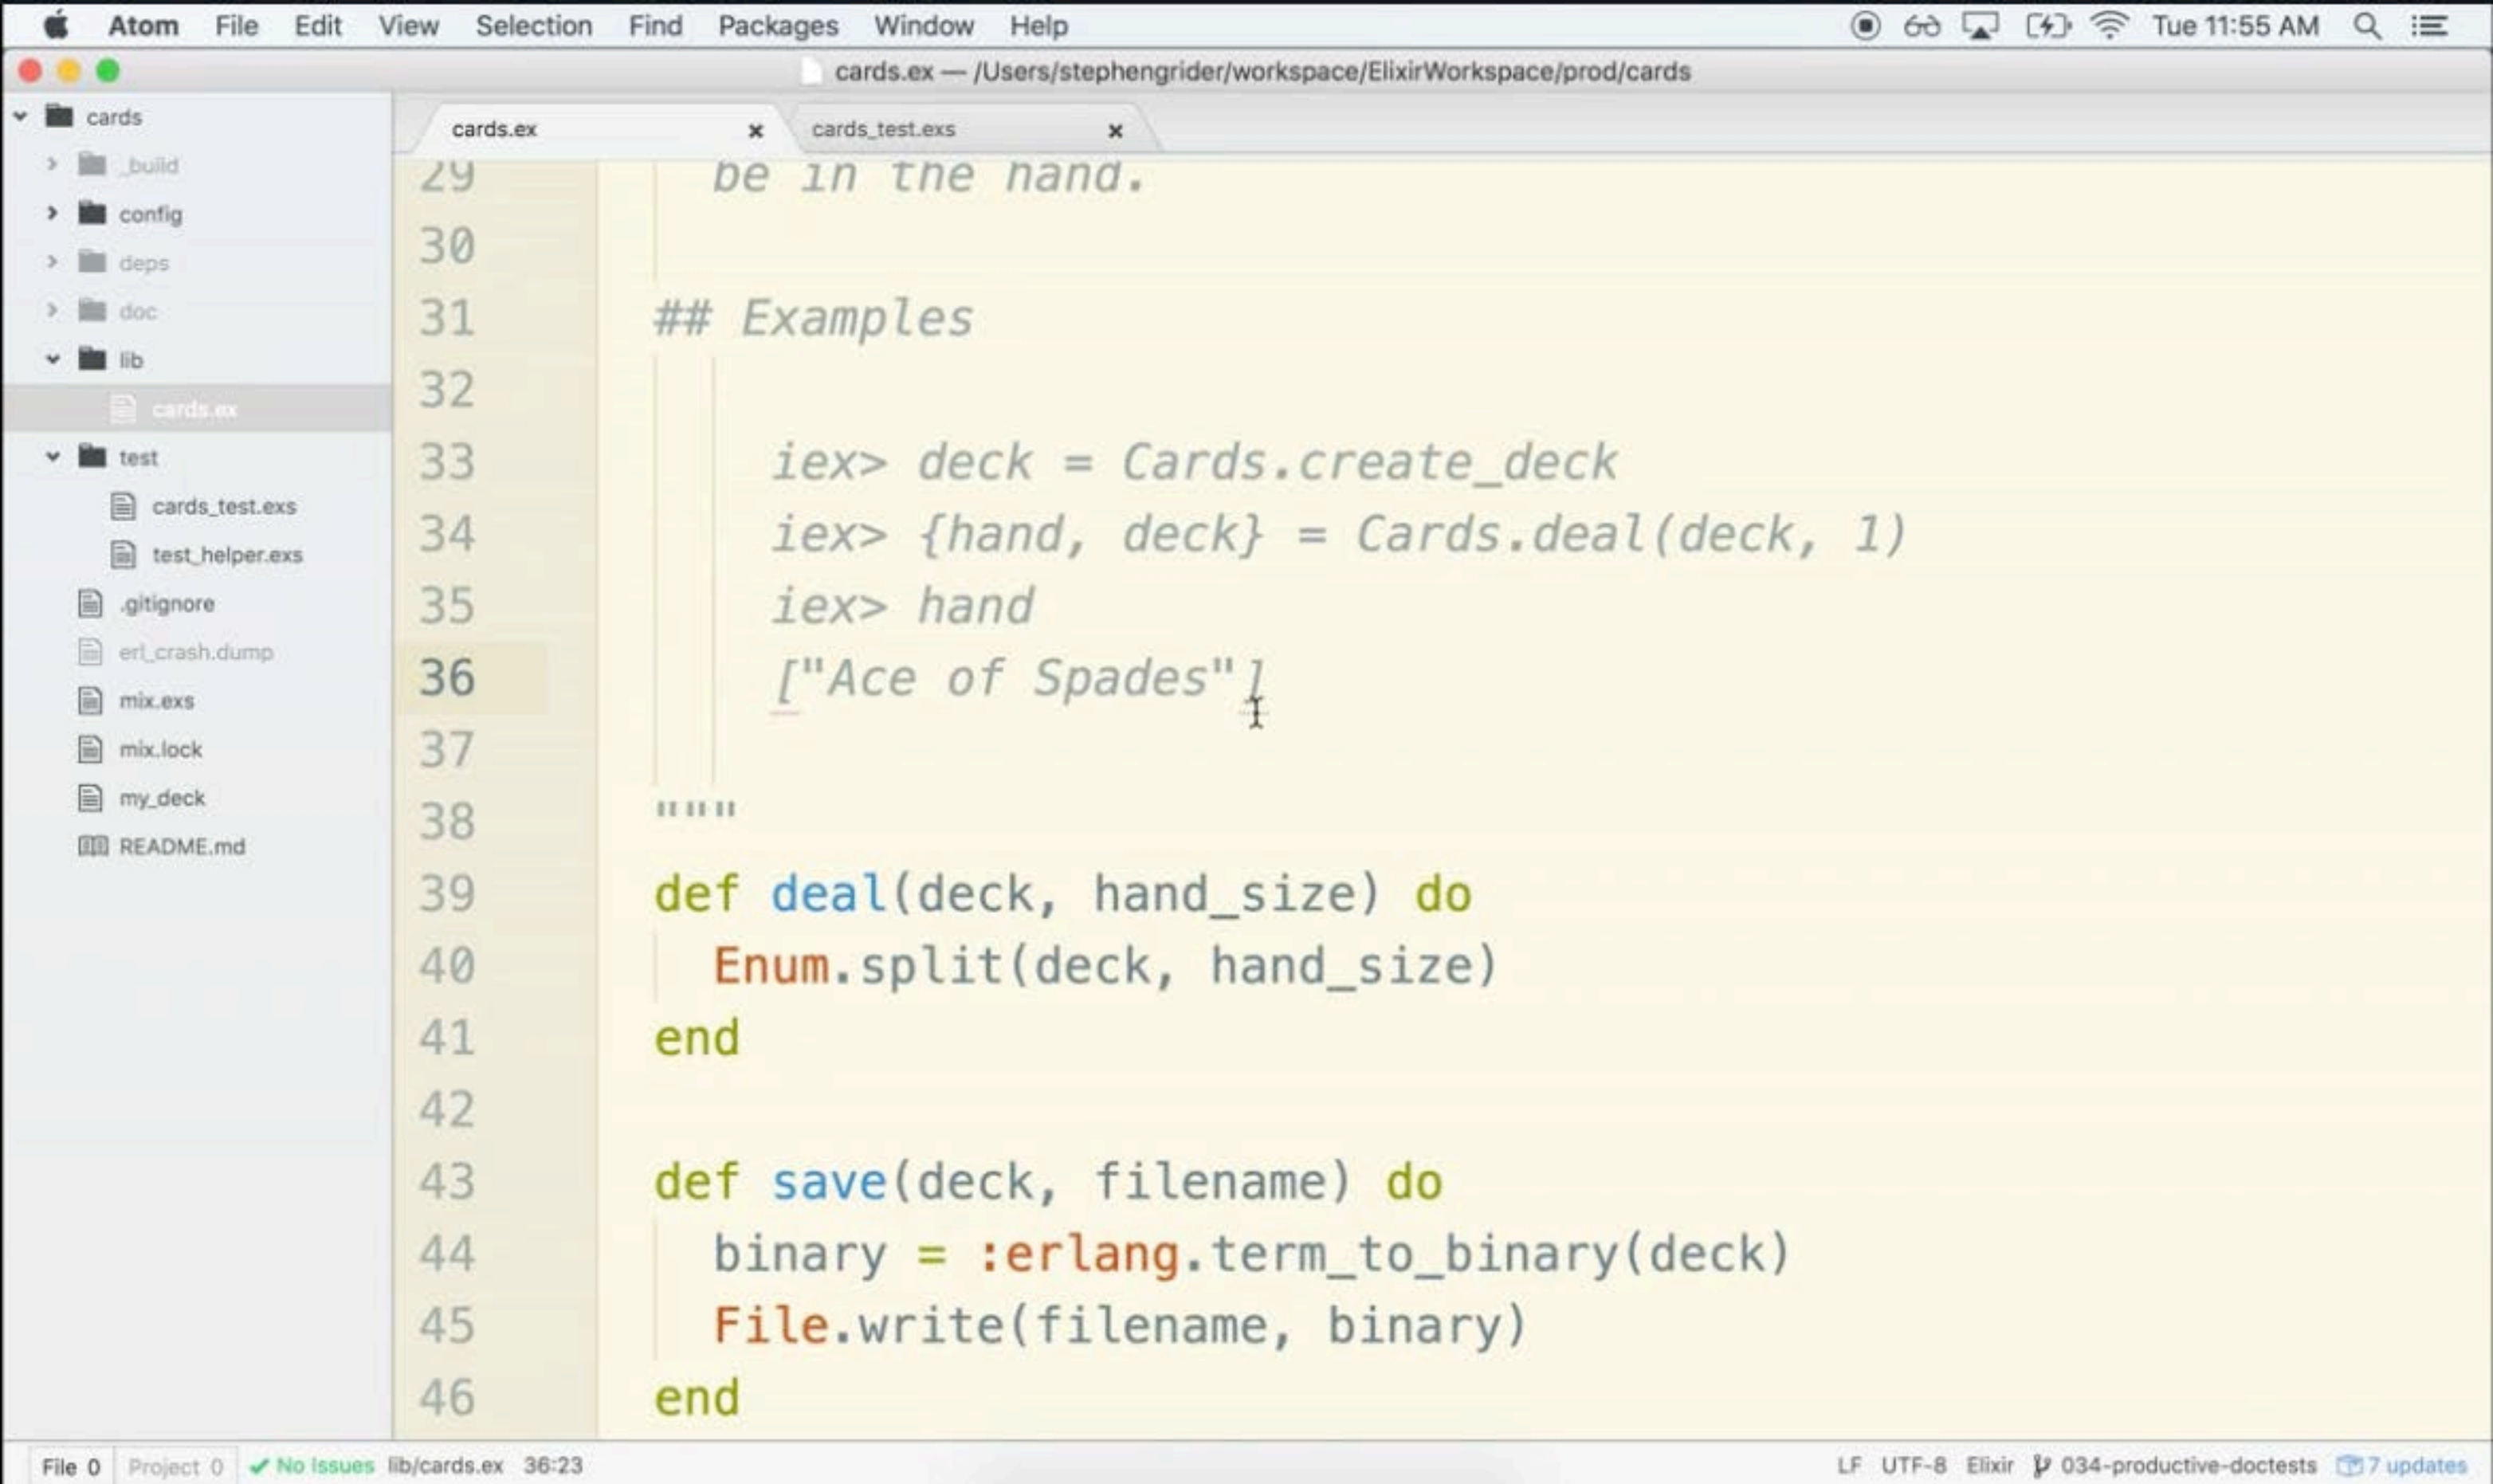 Atom File Edit View Selection Find Packages Window Help Tue 11:55 AM
cards.ex — /Users/stephengrider/workspace/ElixirWorkspace/prod/cards
cards
_build
config
deps
doc
lib
cards.ex
test
cards_test.exs
test_helper.exs
.gitignore
erl_crash.dump
mix.exs
mix.lock
my_deck
README.md
cards.ex cards_test.exs
29 be in the hand.
30
31 ## Examples
32
33 iex> deck = Cards.create_deck
34 iex> {hand, deck} = Cards.deal(deck, 1)
35 iex> hand
36 ["Ace of Spades"]
37
38 """
39 def deal(deck, hand_size) do
40 Enum.split(deck, hand_size)
41 end
42
43 def save(deck, filename) do
44 binary = :erlang.term_to_binary(deck)
45 File.write(filename, binary)
46 end
File 0 Project 0 No Issues lib/cards.ex 36:23 LF UTF-8 Elixir 034-productive-doctests 7 updates